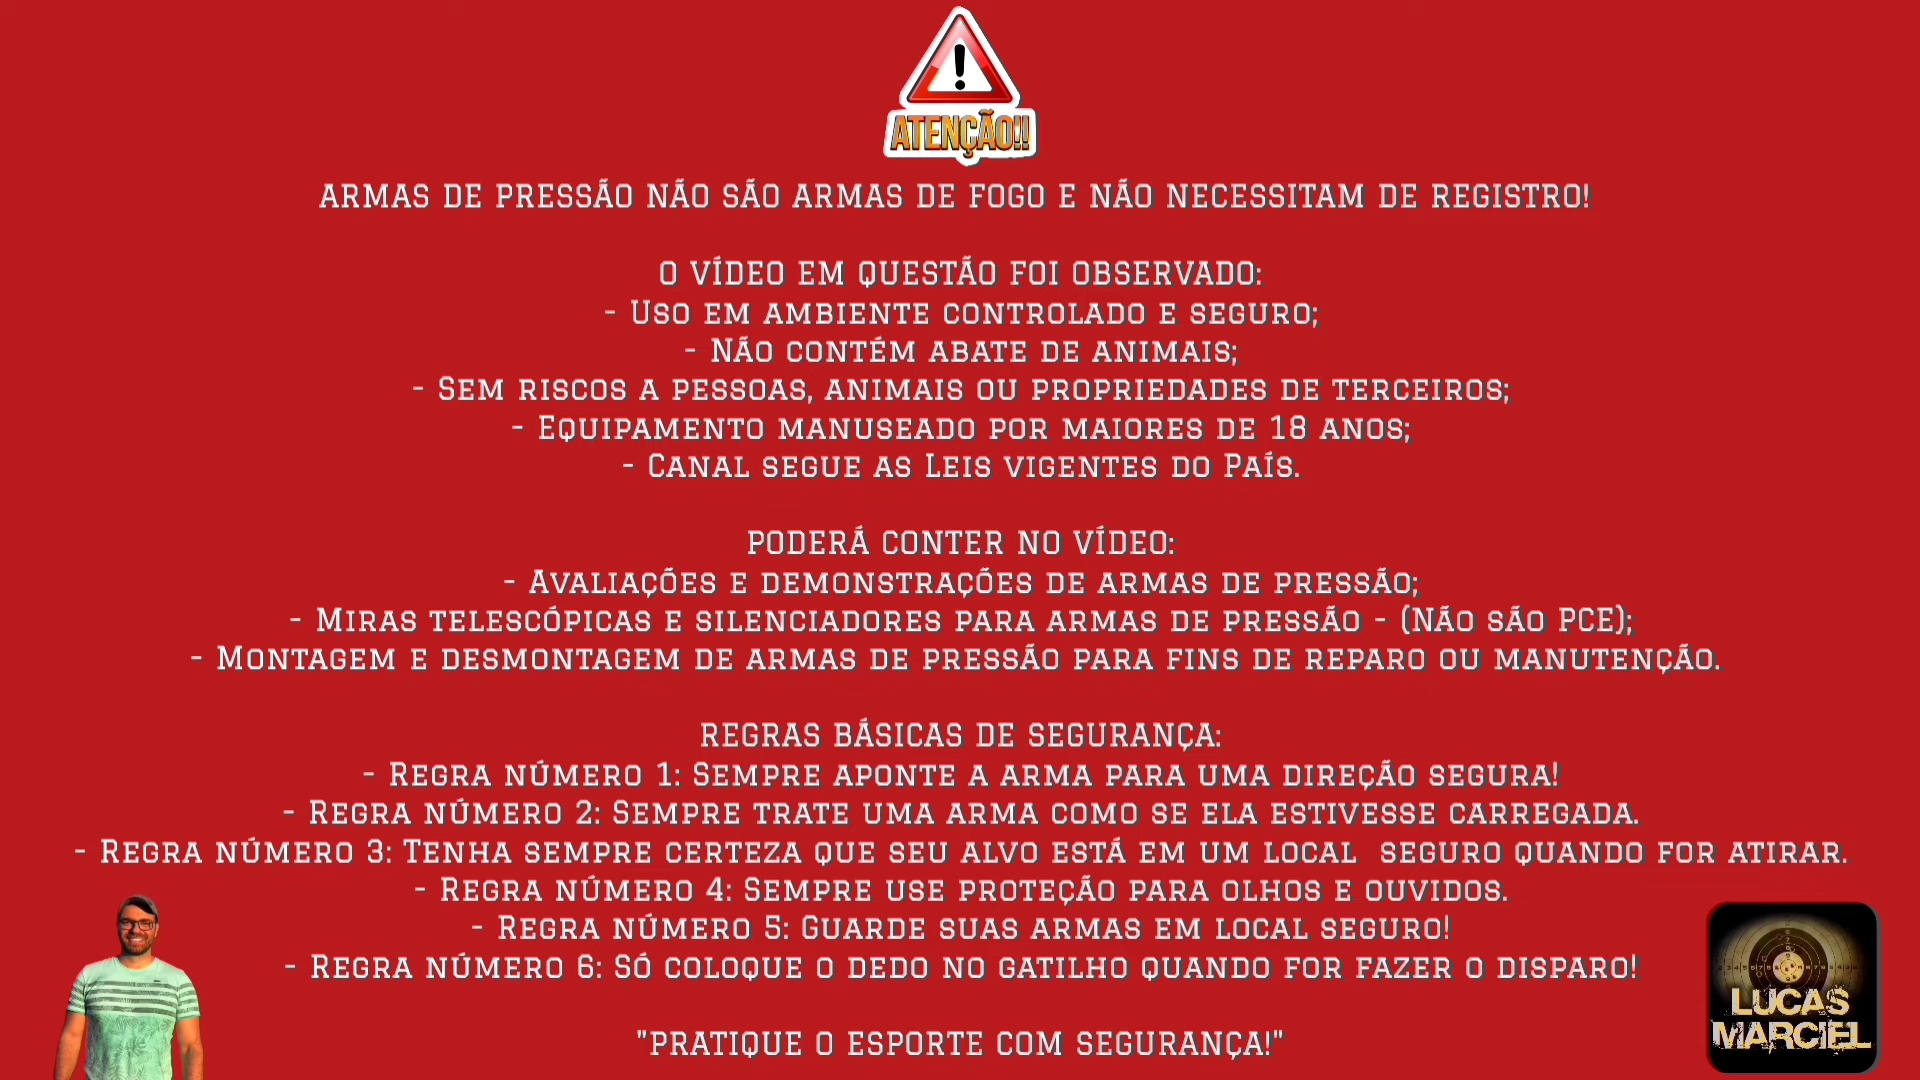 ATENÇÃO!!
ARMAS DE PRESSÃO NÃO SÃO ARMAS DE FOGO E NÃO NECESSITAM DE REGISTRO!
O VÍDEO EM QUESTÃO FOI OBSERVADO:
- Uso em ambiente controlado e seguro;
- Não contém abate de animais;
- Sem riscos a pessoas, animais ou propriedades de terceiros;
- Equipamento manuseado por maiores de 18 anos;
- Canal segue as Leis vigentes do País.
PODERÁ CONTER NO VÍDEO:
- Avaliações e demonstrações de armas de pressão;
- Miras telescópicas e silenciadores para armas de pressão - (Não são PCE);
- Montagem e desmontagem de armas de pressão para fins de reparo ou manutenção.
REGRAS BÁSICAS DE SEGURANÇA:
- Regra número 1: Sempre aponte a arma para uma direção segura!
- Regra número 2: Sempre trate uma arma como se ela estivesse carregada.
- Regra número 3: Tenha sempre certeza que seu alvo está em um local  seguro quando for atirar.
- Regra número 4: Sempre use proteção para olhos e ouvidos.
- Regra número 5: Guarde suas armas em local seguro!
- Regra número 6: Só coloque o dedo no gatilho quando for fazer o disparo!
"PRATIQUE O ESPORTE COM SEGURANÇA!"
LUCAS
MARCIEL